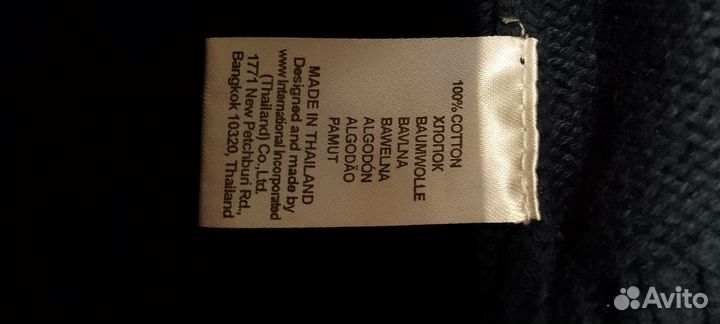 100% COTTON
ХЛОПОК
BAUMWOLLE
BAVLNA
BAWEŁNA
ALGODÓN
ALGODÃO
PAMUT
MADE IN THAILAND
Designed and made by
www International Incorporated
(Thailand) Co.,Ltd.
1771 New Petchburi Rd.,
Bangkok 10320, Thailand
Avito